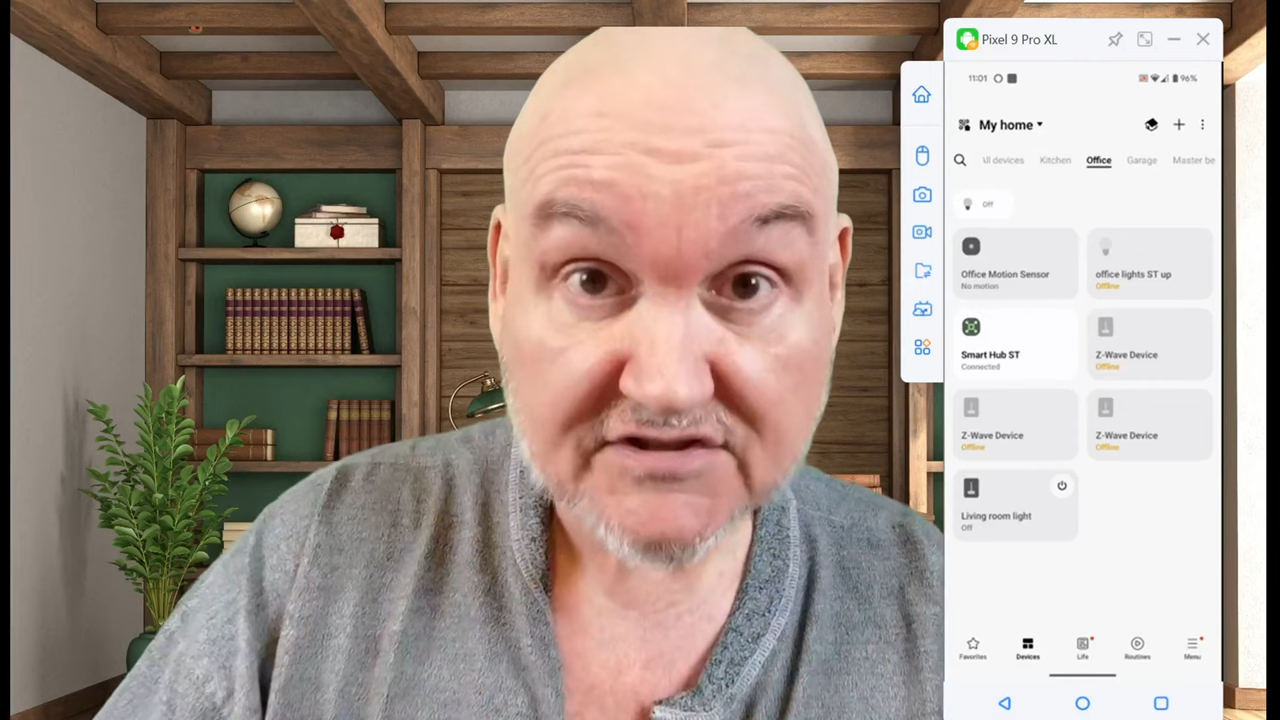 Pixel 9 Pro XL
11:01
96%
My home
All devices Kitchen Office Garage Master be
Off
Office Motion Sensor
No motion
office lights ST up
Offline
Smart Hub ST
Connected
Z-Wave Device
Offline
Z-Wave Device
Offline
Z-Wave Device
Offline
Living room light
Off
Favorites Devices Life Routines Menu